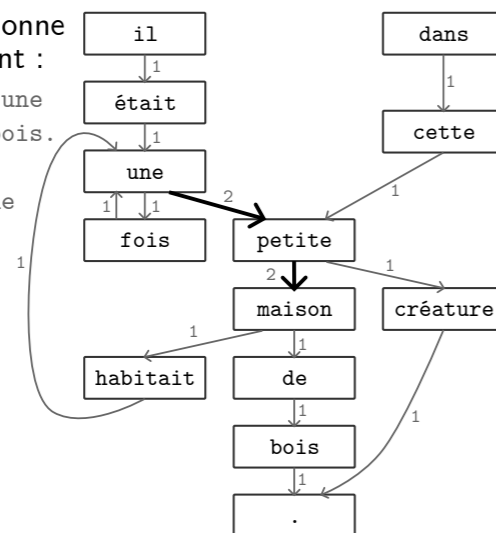 onne
nt :
une
ois.
e
il
dans
1
1
était
cette
1
une
2
1
1
1
fois
petite
1
2
1
maison
créature
1
1
habitait
de
1
1
bois
1
.